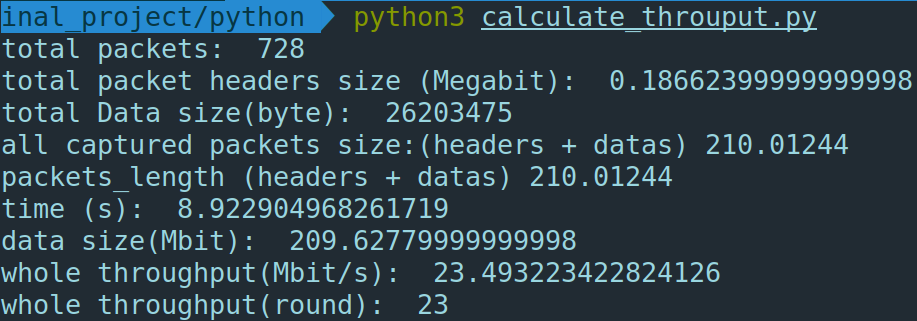 inal_project/python python3 calculate_throuput.py
total packets: 728
total packet headers size (Megabit): 0.18662399999999998
total Data size(byte): 26203475
all captured packets size:(headers + datas) 210.01244
packets_length (headers + datas) 210.01244
time (s): 8.922904968261719
data size(Mbit): 209.62779999999998
whole throughput(Mbit/s): 23.493223422824126
whole throughput(round): 23